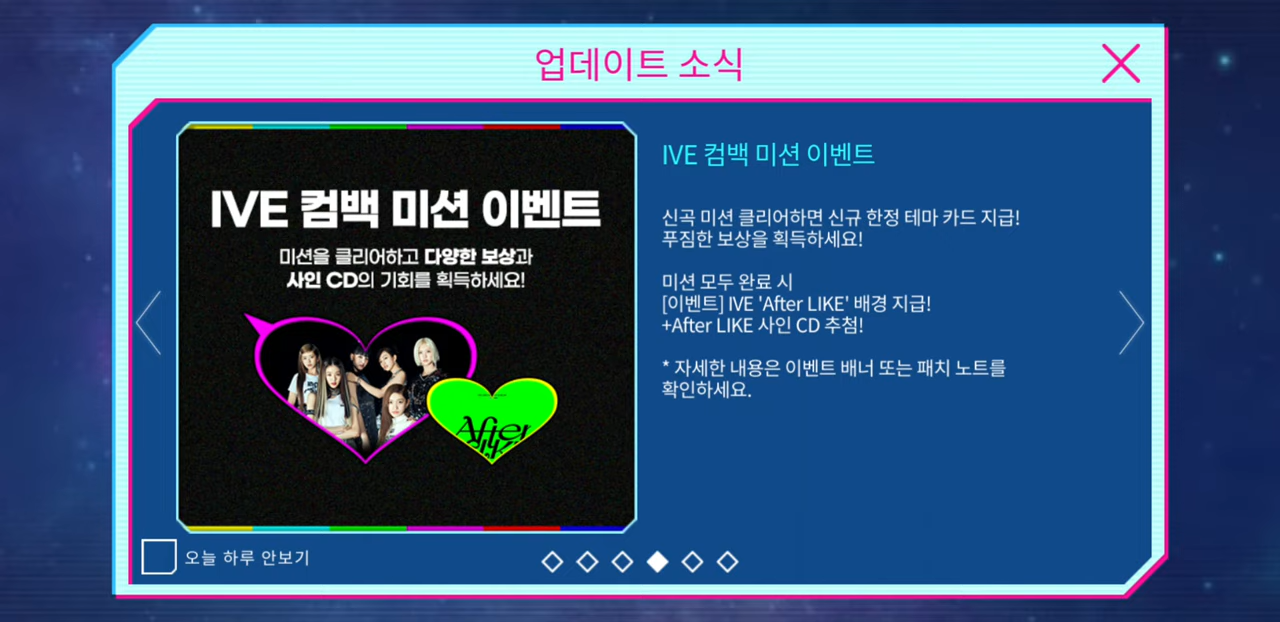 업데이트 소식
IVE 컴백 미션 이벤트
미션을 클리어하고 다양한 보상과
사인 CD의 기회를 획득하세요!
After
LIKE
IVE 컴백 미션 이벤트
신곡 미션 클리어하면 신규 한정 테마 카드 지급!
푸짐한 보상을 획득하세요!
미션 모두 완료 시
[이벤트] IVE 'After LIKE' 배경 지급!
+After LIKE 사인 CD 추첨!
* 자세한 내용은 이벤트 배너 또는 패치 노트를
확인하세요.
오늘 하루 안보기